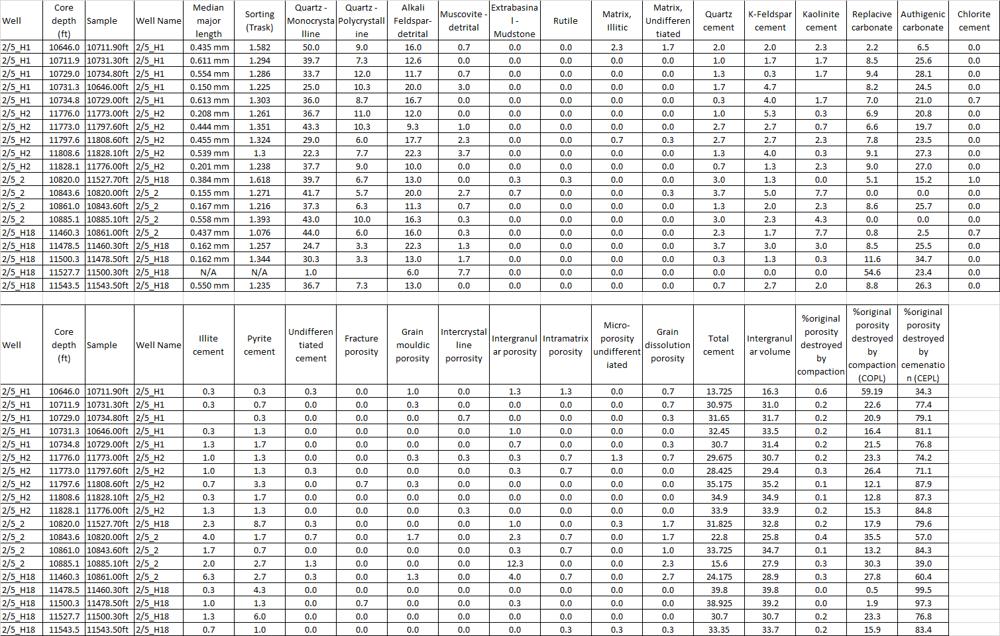 Well Core depth (ft) Sample Well Name Median major length Sorting (Trask) Quartz - Monocrysta lline Quartz - Polycrystall ine Alkali Feldspar- detrital Muscovite - detrital Extrabasina l - Mudstone Rutile Matrix, Illitic Matrix, Undifferen tiated Quartz cement K-Feldspar cement Kaolinite cement Replacive carbonate Authigenic carbonate Chlorite cement
2/5_H1 10646.0 10711.90ft 2/5_H1 0.435 mm 1.582 50.0 9.0 16.0 0.7 0.0 0.0 2.3 1.7 2.0 2.0 2.3 2.2 6.5 0.0
2/5_H1 10711.9 10731.30ft 2/5_H1 0.611 mm 1.294 39.7 7.3 12.6 0.0 0.0 0.0 0.0 0.0 1.0 1.7 1.7 8.5 25.6 0.0
2/5_H1 10729.0 10734.80ft 2/5_H1 0.554 mm 1.286 33.7 12.0 11.7 0.7 0.0 0.0 0.0 0.0 1.3 0.3 1.7 9.4 28.1 0.0
2/5_H1 10731.3 10646.00ft 2/5_H1 0.150 mm 1.225 25.0 10.3 20.0 3.0 0.0 0.0 0.0 0.0 1.7 4.7 8.2 24.5 0.0
2/5_H1 10734.8 10729.00ft 2/5_H1 0.613 mm 1.303 36.0 8.7 16.7 0.0 0.0 0.0 0.0 0.0 0.3 4.0 1.7 7.0 21.0 0.7
2/5_H2 11776.0 11773.00ft 2/5_H2 0.208 mm 1.261 36.7 11.0 12.0 0.0 0.0 0.0 0.0 0.0 1.0 5.3 0.3 6.9 20.8 0.0
2/5_H2 11773.0 11797.60ft 2/5_H2 0.444 mm 1.351 43.3 10.3 9.3 1.0 0.0 0.0 0.0 0.0 2.7 2.7 0.7 6.6 19.7 0.0
2/5_H2 11797.6 11808.60ft 2/5_H2 0.455 mm 1.324 29.0 6.0 17.7 2.3 0.0 0.0 0.7 0.3 2.7 2.7 2.3 7.8 23.5 0.0
2/5_H2 11808.6 11828.10ft 2/5_H2 0.539 mm 1.3 22.3 7.7 22.3 3.7 0.0 0.0 0.0 0.0 1.3 4.0 0.3 9.1 27.3 0.0
2/5_H2 11828.1 11776.00ft 2/5_H2 0.201 mm 1.238 37.7 9.0 10.0 0.0 0.0 0.0 0.0 0.0 0.7 1.3 2.3 9.0 27.0 0.0
2/5_2 10820.0 11527.70ft 2/5_H18 0.384 mm 1.618 39.7 6.7 13.0 0.0 0.3 0.3 0.0 0.0 3.0 1.3 0.0 5.1 15.2 1.0
2/5_2 10843.6 10820.00ft 2/5_2 0.155 mm 1.271 41.7 5.7 20.0 2.7 0.7 0.0 0.0 0.3 3.7 5.0 7.7 0.0 0.0 0.0
2/5_2 10861.0 10843.60ft 2/5_2 0.167 mm 1.216 37.3 6.3 11.3 0.7 0.0 0.0 0.0 0.0 1.3 2.0 2.3 8.6 25.7 0.0
2/5_2 10885.1 10885.10ft 2/5_2 0.558 mm 1.393 43.0 10.0 16.3 0.3 0.0 0.0 0.0 0.0 3.0 2.3 4.3 0.0 0.0 0.0
2/5_H18 11460.3 10861.00ft 2/5_2 0.437 mm 1.076 44.0 6.0 16.0 0.3 0.0 0.0 0.0 0.0 2.3 1.7 7.7 0.8 2.5 0.7
2/5_H18 11478.5 11460.30ft 2/5_H18 0.162 mm 1.257 24.7 3.3 22.3 1.3 0.0 0.0 0.0 0.0 3.7 3.0 3.0 8.5 25.5 0.0
2/5_H18 11500.3 11478.50ft 2/5_H18 0.162 mm 1.344 30.3 3.3 13.0 1.7 0.0 0.0 0.0 0.0 0.3 1.3 0.3 11.6 34.7 0.0
2/5_H18 11527.7 11500.30ft 2/5_H18 N/A N/A 1.0 6.0 7.7 0.0 0.0 0.0 0.0 0.0 0.0 0.0 54.6 23.4 0.0
2/5_H18 11543.5 11543.50ft 2/5_H18 0.550 mm 1.235 36.7 7.3 13.0 0.0 0.0 0.0 0.0 0.0 0.7 2.7 2.0 8.8 26.3 0.0
Well Core depth (ft) Sample Well Name Illite cement Pyrite cement Undifferen tiated cement Fracture porosity Grain mouldic porosity Intercrystal line porrosity Intergranul ar porosity Intramatrix porosity Micro- porosity undifferent iated Grain dissolution porosity Total cement Intergranul ar volume %original porosity destroyed by compaction %original porosity destroyed by compaction (COPL) %original porosity destroyed by cemenatio n (CEPL)
2/5_H1 10646.0 10711.90ft 2/5_H1 0.3 0.3 0.3 0.0 1.0 0.0 1.3 1.3 0.0 0.7 13.725 16.3 0.6 59.19 34.3
2/5_H1 10711.9 10731.30ft 2/5_H1 0.3 0.7 0.0 0.0 0.3 0.0 0.0 0.0 0.0 0.7 30.975 31.0 0.2 22.6 77.4
2/5_H1 10729.0 10734.80ft 2/5_H1 0.3 0.0 0.0 0.0 0.7 0.0 0.0 0.0 0.3 31.65 31.7 0.2 20.9 79.1
2/5_H1 10731.3 10646.00ft 2/5_H1 0.3 1.3 0.0 0.0 0.0 0.0 1.0 0.0 0.0 0.0 32.45 33.5 0.2 16.4 81.1
2/5_H1 10734.8 10729.00ft 2/5_H1 1.3 1.7 0.0 0.0 0.0 0.0 0.7 0.0 0.0 0.3 30.7 31.4 0.2 21.5 76.8
2/5_H2 11776.0 11773.00ft 2/5_H2 1.0 1.3 0.0 0.0 0.3 0.3 0.3 0.7 1.3 0.7 29.675 30.7 0.2 23.3 74.2
2/5_H2 11773.0 11797.60ft 2/5_H2 1.0 1.3 0.3 0.0 0.0 0.0 0.3 0.7 0.0 0.0 28.425 29.4 0.3 26.4 71.1
2/5_H2 11797.6 11808.60ft 2/5_H2 0.7 3.3 0.0 0.7 0.3 0.0 0.0 0.0 0.0 0.0 35.175 35.2 0.1 12.1 87.9
2/5_H2 11808.6 11828.10ft 2/5_H2 0.3 1.7 0.0 0.0 0.0 0.0 0.0 0.0 0.0 0.0 34.9 34.9 0.1 12.8 87.3
2/5_H2 11828.1 11776.00ft 2/5_H2 1.3 1.3 0.0 0.0 0.0 0.3 0.0 0.0 0.0 0.0 33.9 33.9 0.2 15.3 84.8
2/5_2 10820.0 11527.70ft 2/5_H18 2.3 8.7 0.3 0.0 0.0 0.0 1.0 0.0 0.3 1.7 31.825 32.8 0.2 17.9 79.6
2/5_2 10843.6 10820.00ft 2/5_2 4.0 1.7 0.7 0.0 1.7 0.0 2.3 0.7 0.0 1.7 22.8 25.8 0.4 35.5 57.0
2/5_2 10861.0 10843.60ft 2/5_2 1.7 0.7 0.0 0.0 0.0 0.0 0.3 0.7 0.0 1.0 33.725 34.7 0.1 13.2 84.3
2/5_2 10885.1 10885.10ft 2/5_2 2.0 2.7 1.3 0.0 0.0 0.0 12.3 0.0 0.0 2.3 15.6 27.9 0.3 30.3 39.0
2/5_H18 11460.3 10861.00ft 2/5_2 6.3 2.7 0.3 0.0 1.3 0.0 4.0 0.7 0.0 2.7 24.175 28.9 0.3 27.8 60.4
2/5_H18 11478.5 11460.30ft 2/5_H18 0.3 4.3 0.0 0.0 0.0 0.0 0.0 0.0 0.0 0.0 39.8 39.8 0.0 0.5 99.5
2/5_H18 11500.3 11478.50ft 2/5_H18 1.0 1.3 0.0 0.7 0.0 0.0 0.3 0.0 0.0 0.0 38.925 39.2 0.0 1.9 97.3
2/5_H18 11527.7 11500.30ft 2/5_H18 1.3 6.0 0.0 0.0 0.0 0.0 0.0 0.0 0.0 0.0 30.7 30.7 0.2 23.3 76.8
2/5_H18 11543.5 11543.50ft 2/5_H18 0.7 1.0 0.0 0.0 0.0 0.0 0.0 0.3 0.3 0.3 33.35 33.7 0.2 15.9 83.4